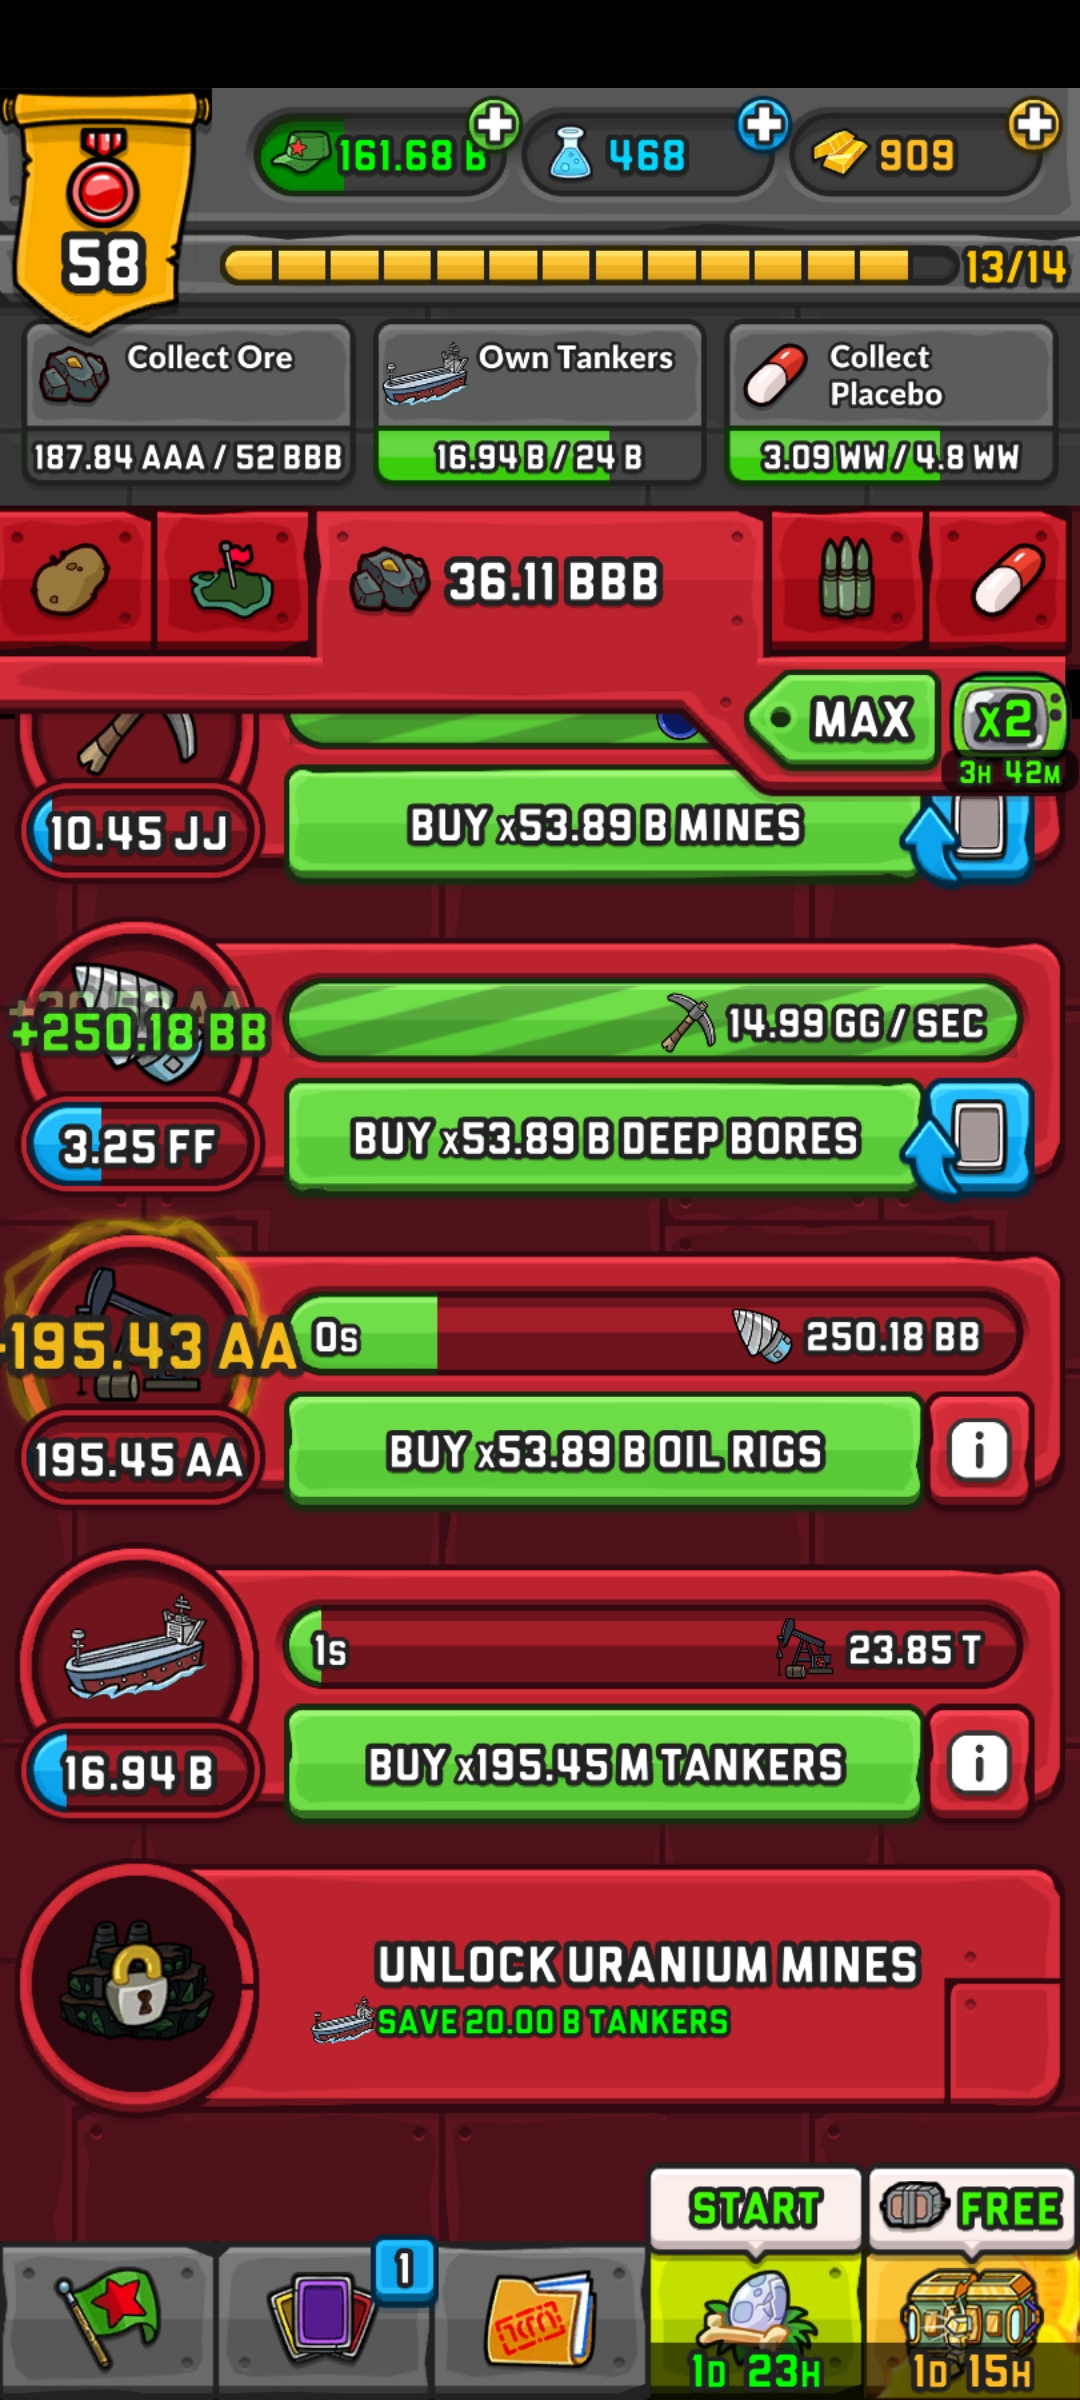 58
161.68 B
468
909
13/14
Collect Ore
187.84 AAA / 52 BBB
Own Tankers
16.94 B / 24 B
Collect
Placebo
3.09 WW / 4.8 WW
36.11 BBB
MAX
x2
3H 42M
10.45 JJ
BUY x53.89 B MINES
+250.18 BB
14.99 GG / SEC
3.25 FF
BUY x53.89 B DEEP BORES
-195.43 AA
0s
250.18 BB
195.45 AA
BUY x53.89 B OIL RIGS
i
1s
23.85 T
16.94 B
BUY x195.45 M TANKERS
i
UNLOCK URANIUM MINES
SAVE 20.00 B TANKERS
START
FREE
1
1D 23H
1D 15H